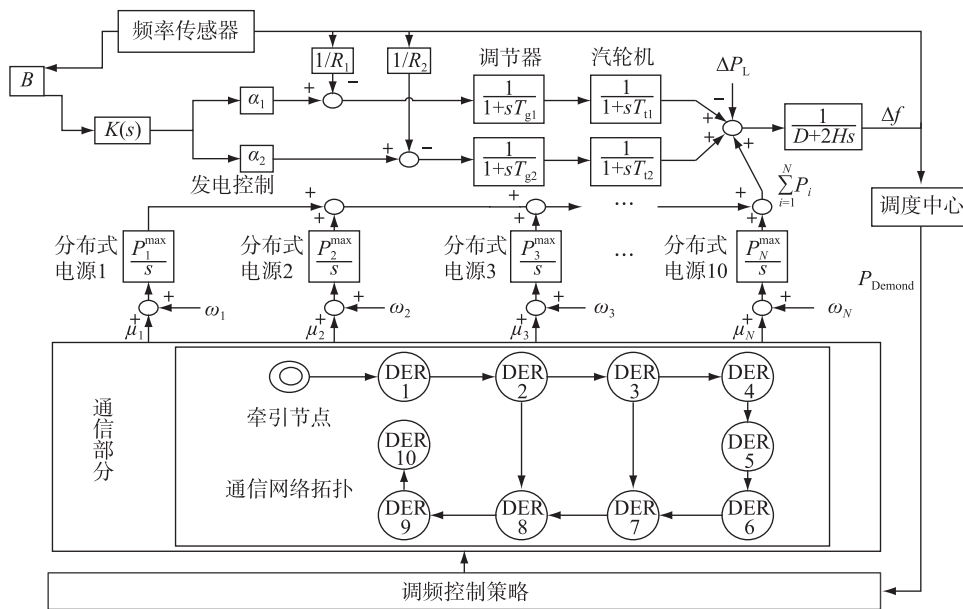 频率传感器
B
K(s)
α1
α2
发电控制
1/R1
1/R2
调节器
汽轮机
1/(1+sTg1)
1/(1+sTt1)
1/(1+sTg2)
1/(1+sTt2)
ΔPL
1/(D+2Hs)
Δf
调度中心
PDemond
∑i=1N Pi
+
−
+
−
−
+
+
+
+
+
+
+
+
+
…
分布式
电源1
P1max/s
分布式
电源2
P2max/s
分布式
电源3
P3max/s
…
分布式
电源10
PNmax/s
+
+
ω1
+
+
ω2
+
+
ω3
+
+
ωN
μ1
μ2
μ3
μN
通信部分
牵引节点
通信网络拓扑
DER
1
DER
2
DER
3
DER
4
DER
5
DER
6
DER
7
DER
8
DER
9
DER
10
调频控制策略